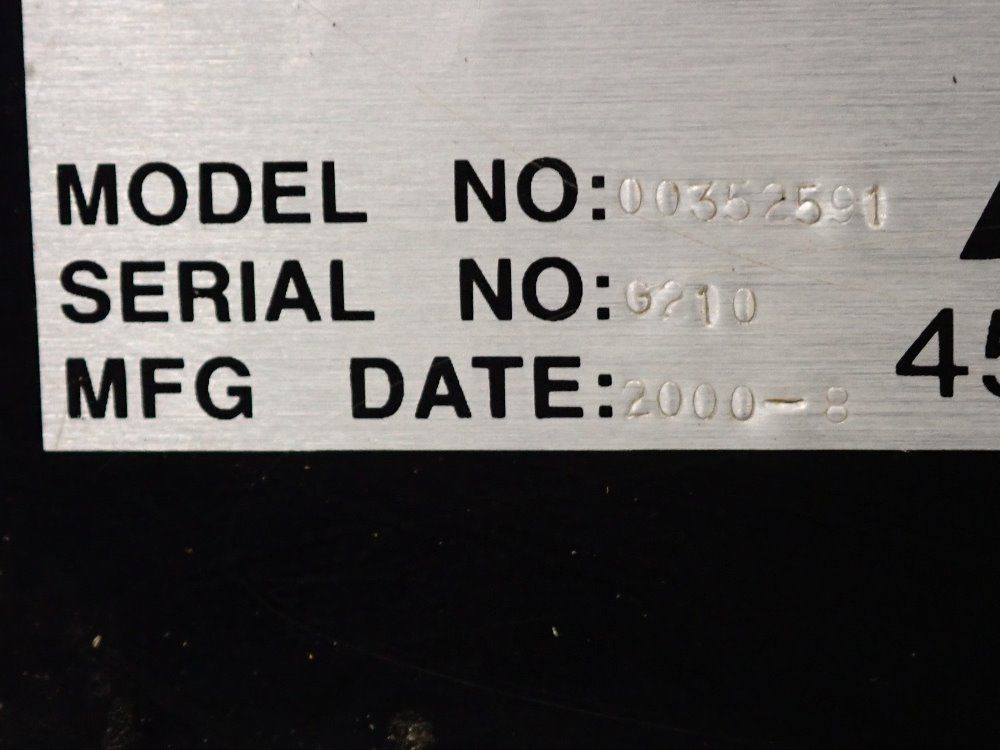 MODEL NO: 00352591
SERIAL NO: G210
MFG DATE: 2000-8
45